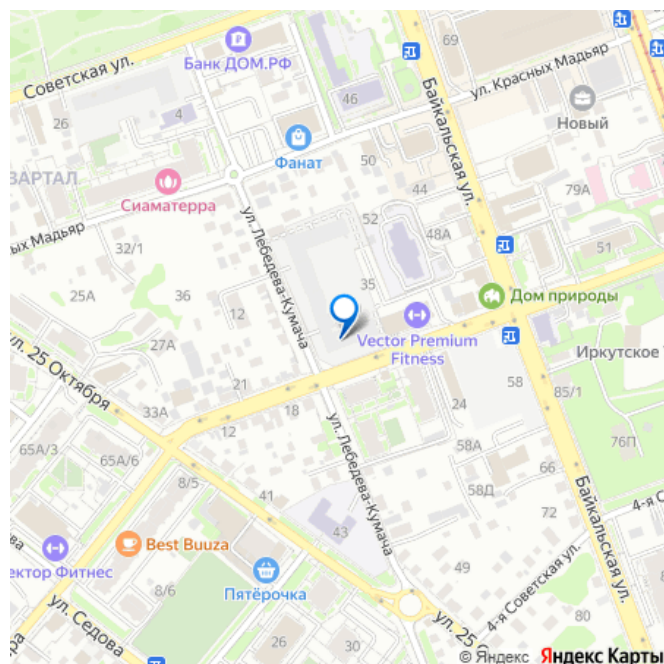 69
Советская ул.
Банк ДОМ.РФ
ул. Красных Мадьяр
Байкальская ул.
26
4
46
Новый
Фанат
50
ЗАРТАЛ
Сиаматерра
44
79А
ых Мадьяр
52
48А
51
32/1
ул. Лебедева-Кумача
25А
36
12
35
Дом природы
Vector Premium
Fitness
Иркутское
ул. 25 Октября
27А
21
58
85/1
33А
18
24
12
ул. Лебедева-Кумача
58А
76П
65А/3
65А/6
8/5
66
41
58Д
Байкальская ул.
43
72
4-я С
Best Buuza
ектор Фитнес
49
4-я Советская ул.
8/6
Пятёрочка
ул. Седова
ул. 25
80
26
30
© Яндекс Яндекс Карты